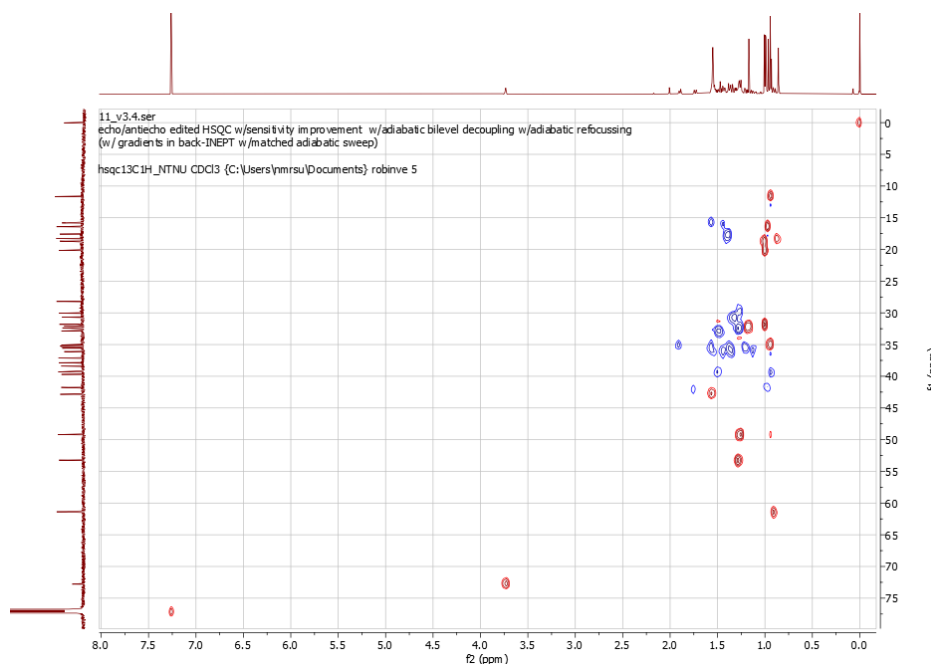 11_v3.4.ser
echo/antiecho edited HSQC w/sensitivity improvement w/adiabatic bilevel decoupling w/adiabatic refocussing
(w/ gradients in back-INEPT w/matched adiabatic sweep)
hsqc13C1H_NTNU CDCl3 {C:\Users\nmrsu\Documents} robinve 5
0
5
10
15
20
25
30
35
40
45
50
55
60
65
70
75
f1 (ppm)
8.0 7.5 7.0 6.5 6.0 5.5 5.0 4.5 4.0 3.5 3.0 2.5 2.0 1.5 1.0 0.5 0.0
f2 (ppm)